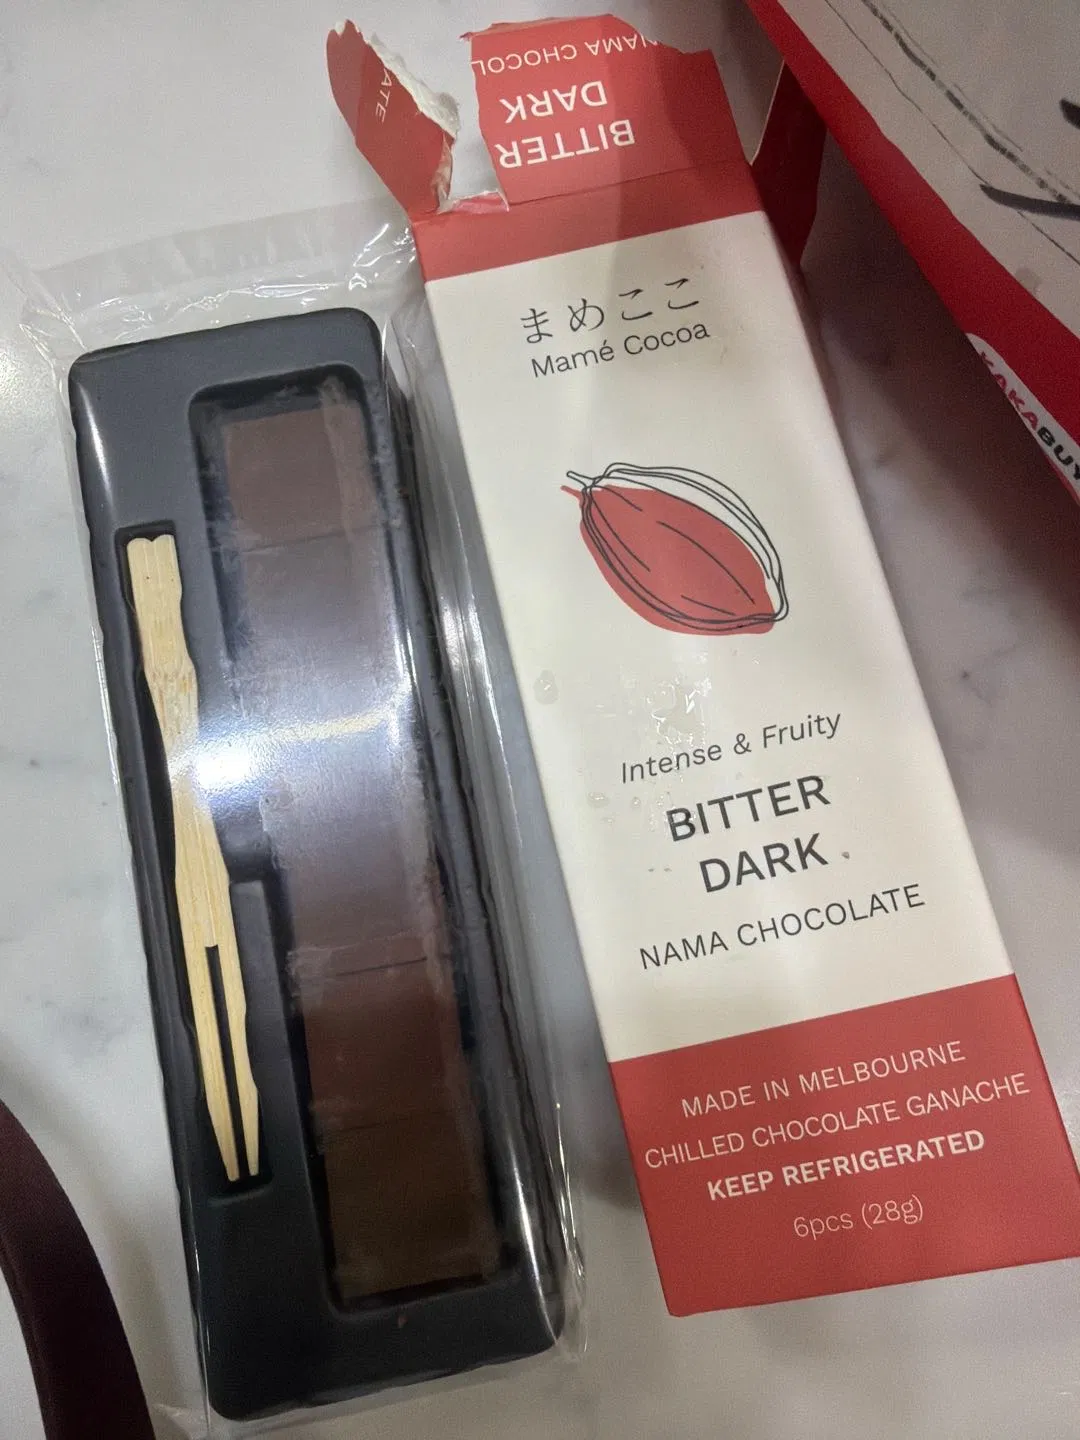 NAMA CHOCOL
ATE
BITTER
DARK
まめここ
Mamé Cocoa
Intense & Fruity
BITTER
DARK
NAMA CHOCOLATE
MADE IN MELBOURNE
CHILLED CHOCOLATE GANACHE
KEEP REFRIGERATED
6pcs (28g)
KAKABUY